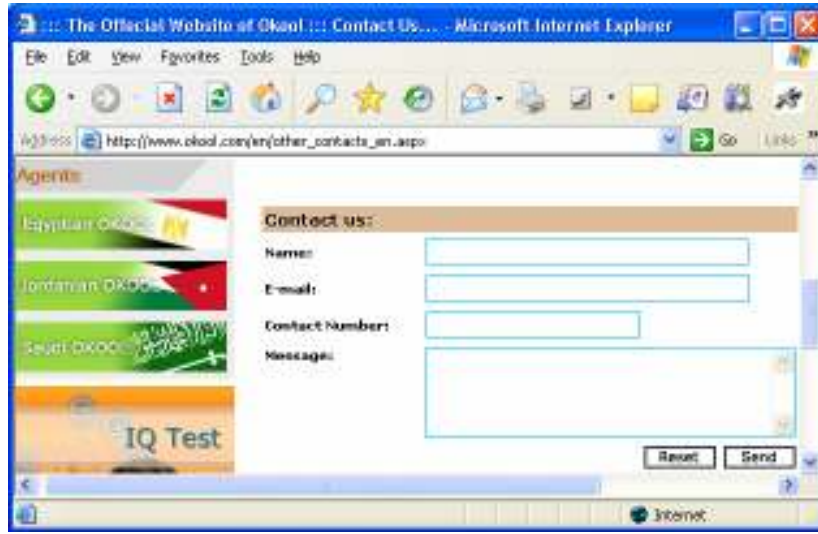 ::: The Offecial Website of Okool ::: Contact Us... - Microsoft Internet Explorer
File Edit View Favorites Tools Help
Address http://www.okool.com/en/other_contacts_en.aspx Go Links
Agents
Egyptian OKOOL
Jordanian OKOOL
Saudi OKOOL
IQ Test
Contact us:
Name:
E-mail:
Contact Number:
Message:
Reset Send
Internet